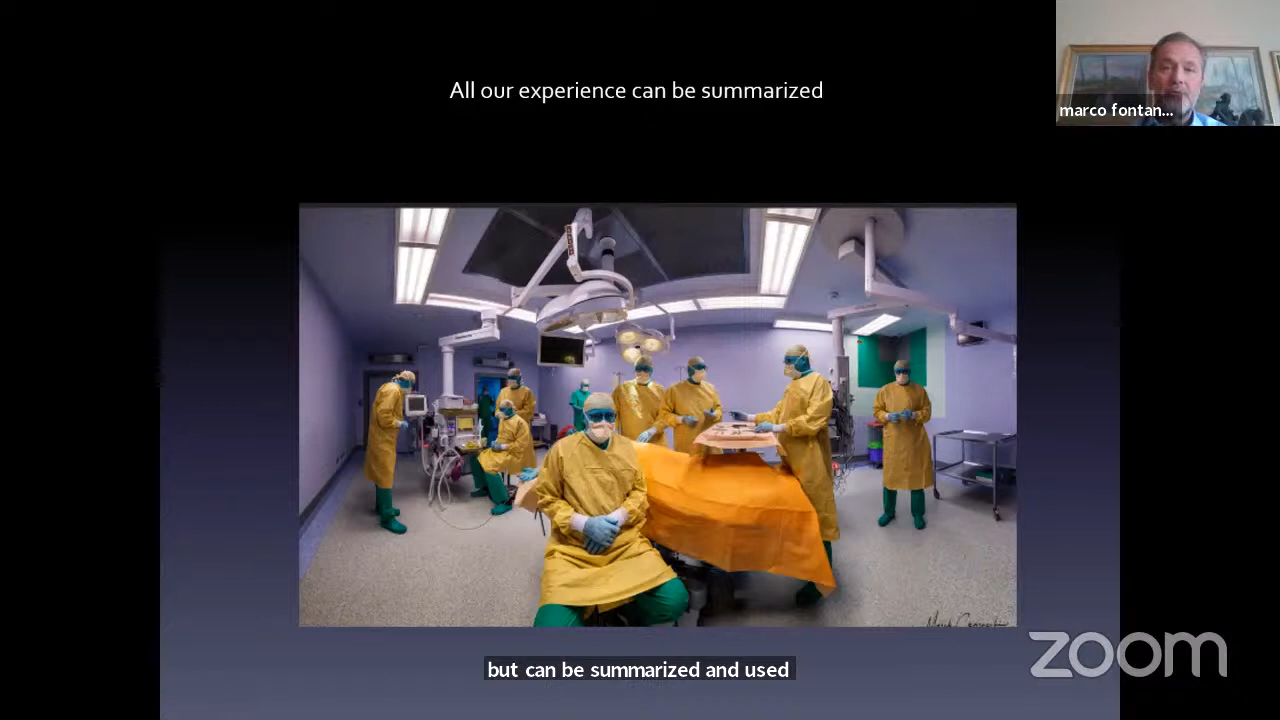 All our experience can be summarized
marco fontan...
but can be summarized and used
zoom